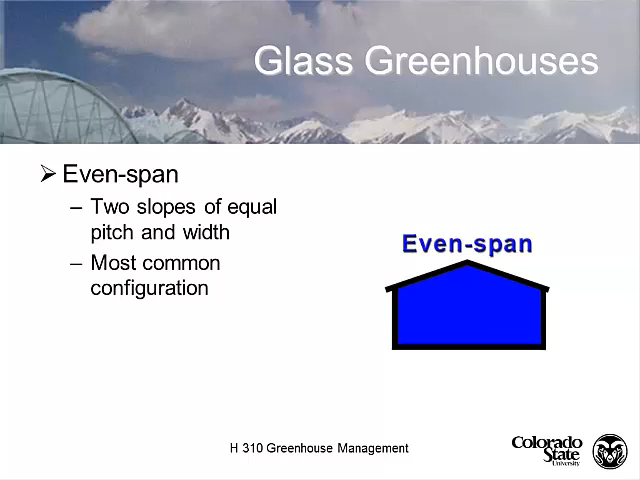 Glass Greenhouses
➢ Even-span
– Two slopes of equal
pitch and width
– Most common
configuration
Even-span
H 310 Greenhouse Management
Colorado
State
University